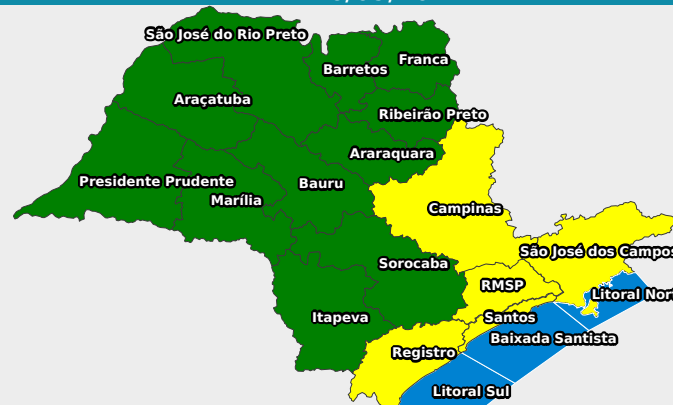 São José do Rio Preto
Franca
Barretos
Araçatuba
Ribeirão Preto
Araraquara
Presidente Prudente
Bauru
Marília
Campinas
São José dos Campos
Sorocaba
RMSP
Litoral Nort
Itapeva
Santos
Baixada Santista
Registro
Litoral Sul